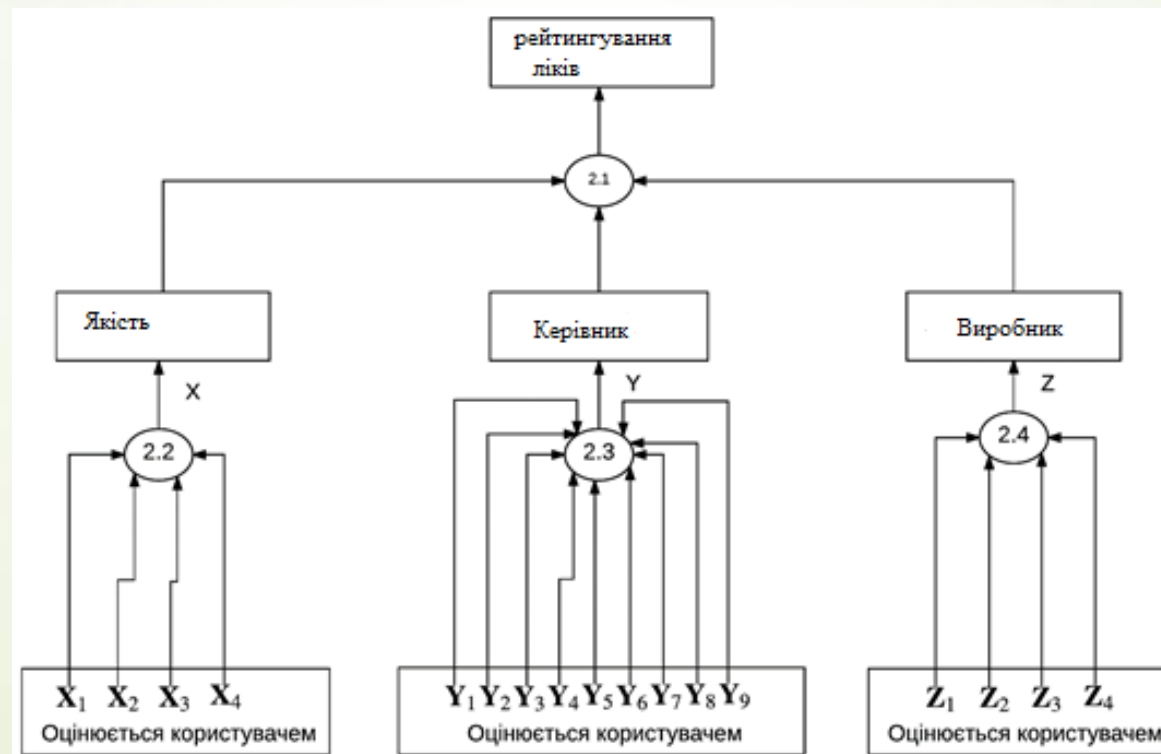 рейтингування
ліків
2.1
Якість
Керівник
Виробник
X
Y
Z
2.2
2.3
2.4
X₁ X₂ X₃ X₄
Оцінюється користувачем
Y₁ Y₂ Y₃ Y₄ Y₅ Y₆ Y₇ Y₈ Y₉
Оцінюється користувачем
Z₁ Z₂ Z₃ Z₄
Оцінюється користувачем